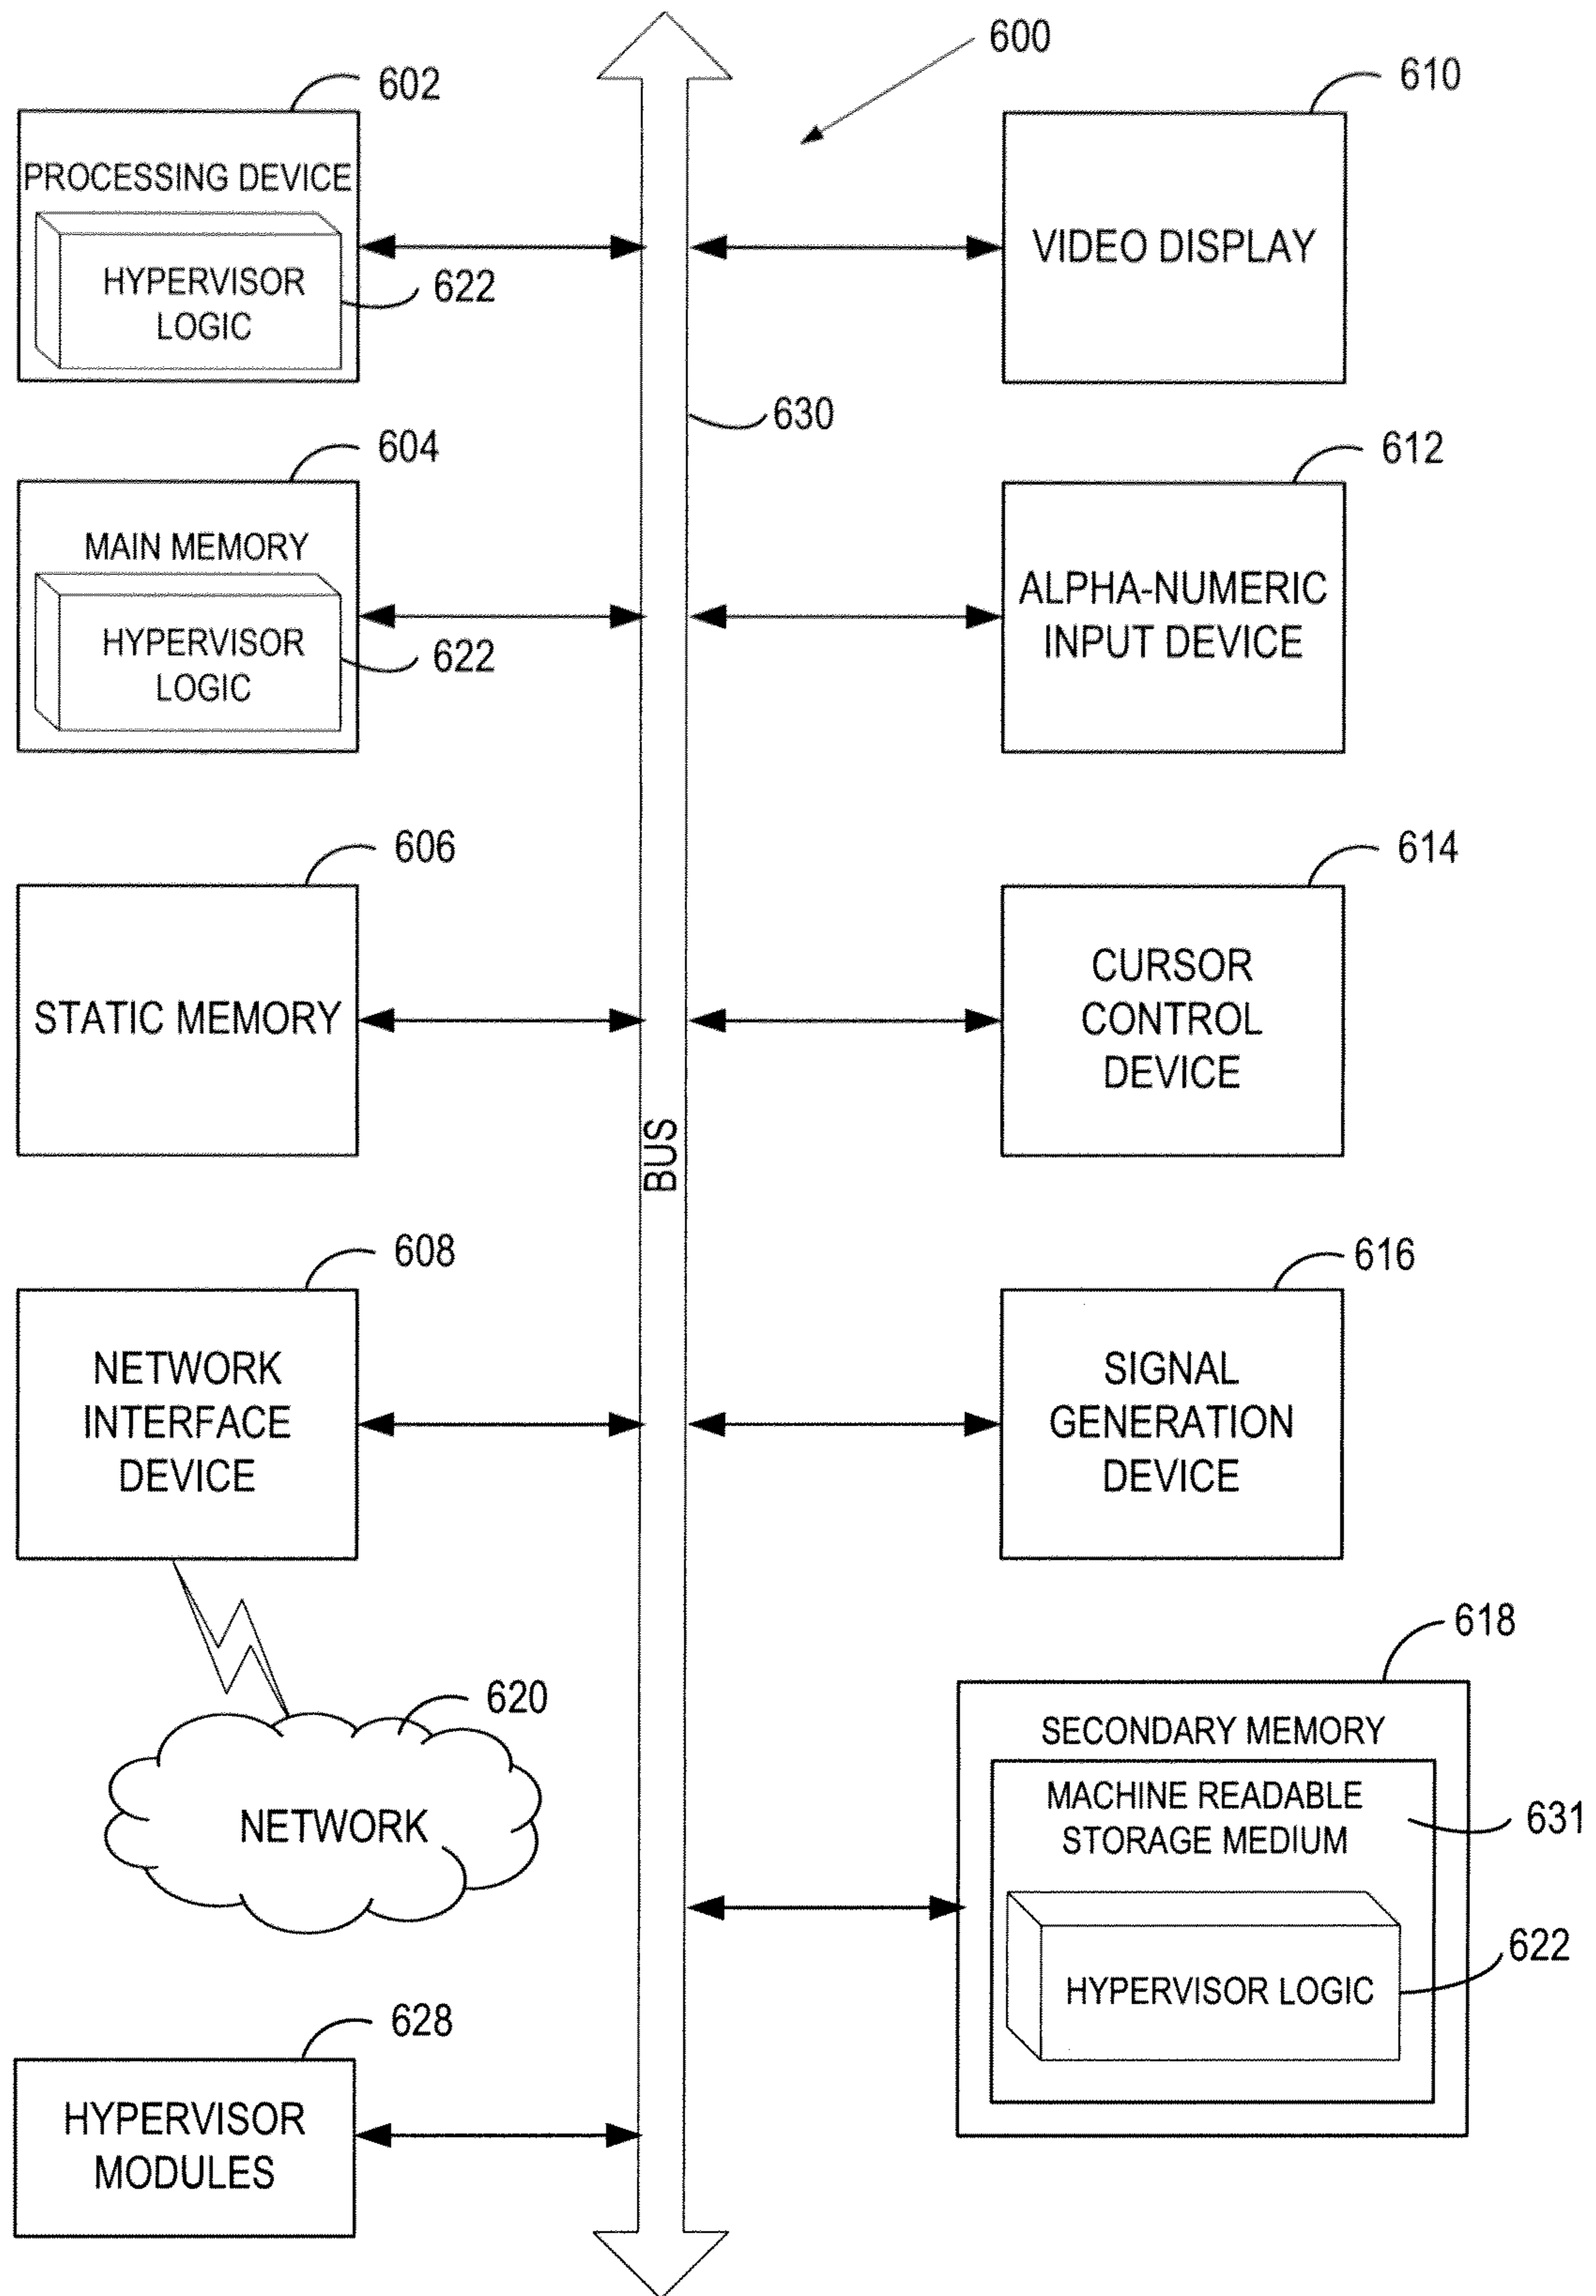 600
602
PROCESSING DEVICE
HYPERVISOR
LOGIC
622
610
VIDEO DISPLAY
630
604
MAIN MEMORY
HYPERVISOR
LOGIC
622
612
ALPHA-NUMERIC
INPUT DEVICE
606
STATIC MEMORY
614
CURSOR
CONTROL
DEVICE
BUS
608
NETWORK
INTERFACE
DEVICE
616
SIGNAL
GENERATION
DEVICE
620
NETWORK
618
SECONDARY MEMORY
MACHINE READABLE
STORAGE MEDIUM
631
HYPERVISOR LOGIC
622
628
HYPERVISOR
MODULES